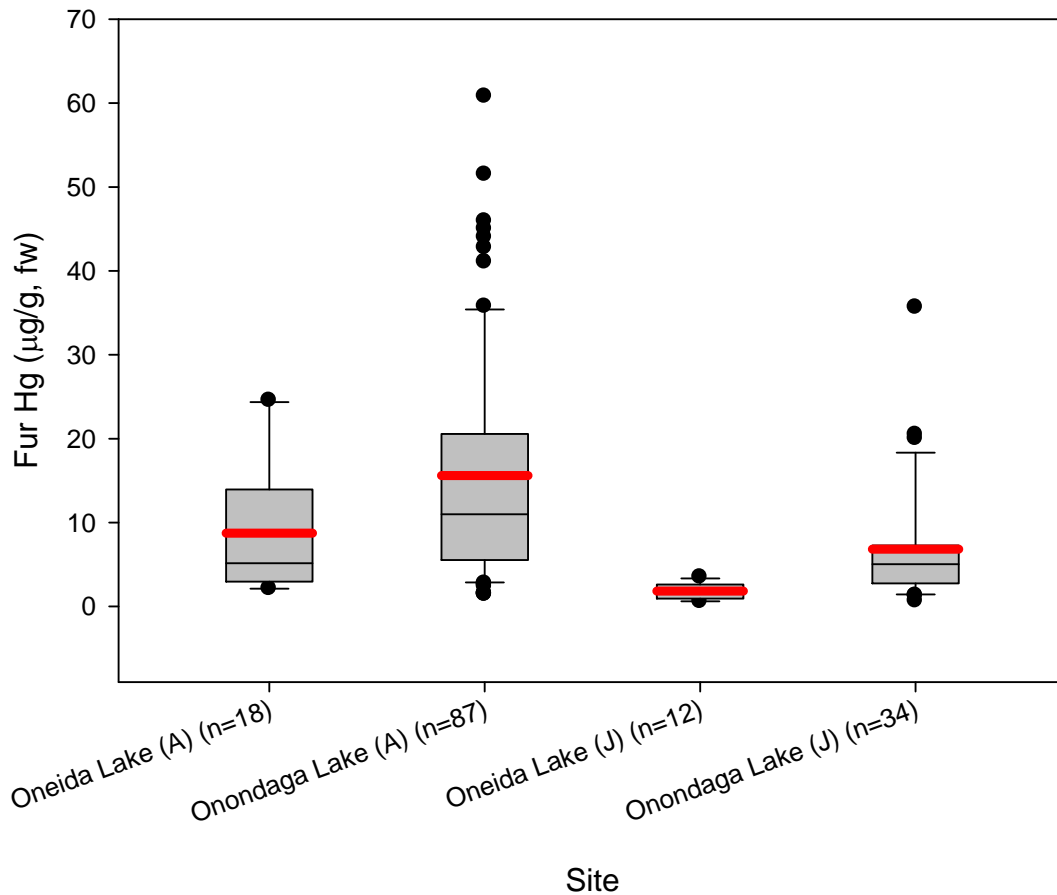 70
60
50
40
30
20
10
0
Fur Hg (μg/g, fw)
Oneida Lake (A) (n=18)
Onondaga Lake (A) (n=87)
Oneida Lake (J) (n=12)
Onondaga Lake (J) (n=34)
Site